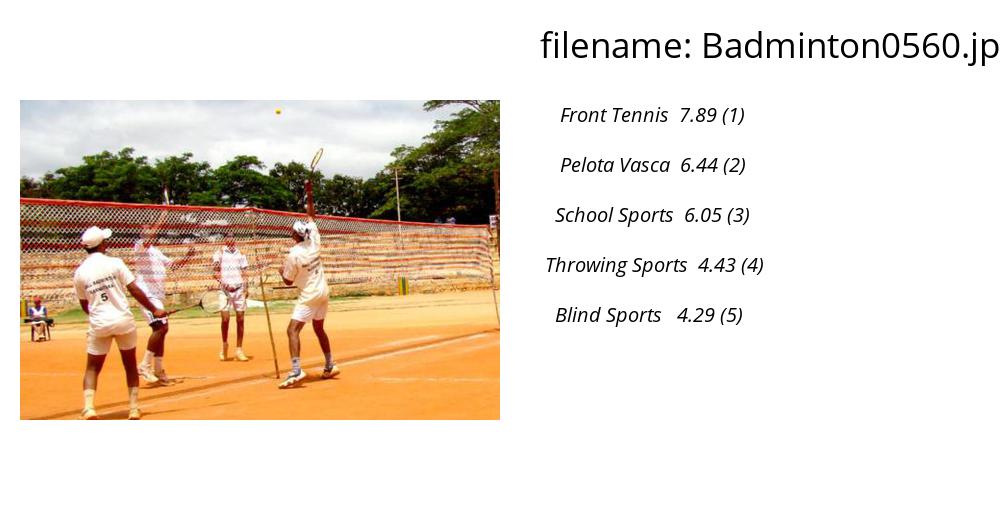 filename: Badminton0560.jp
Front Tennis 7.89 (1)
Pelota Vasca 6.44 (2)
School Sports 6.05 (3)
Throwing Sports 4.43 (4)
Blind Sports 4.29 (5)
5